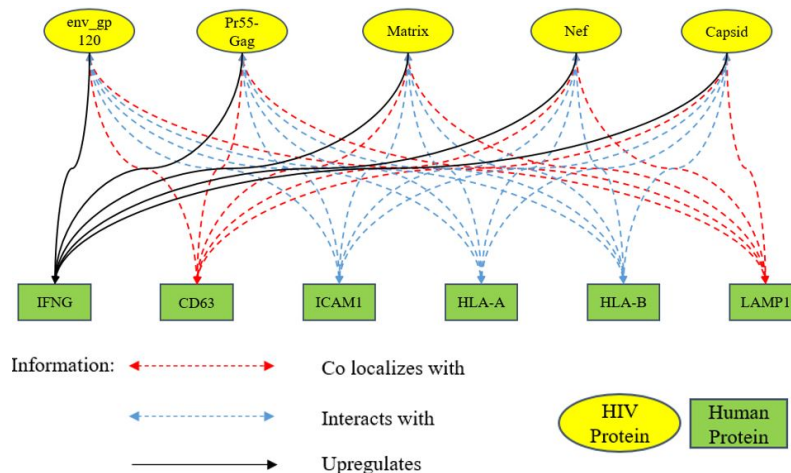 env_gp
120
Pr55-
Gag
Matrix
Nef
Capsid
IFNG
CD63
ICAM1
HLA-A
HLA-B
LAMP1
Information:
Co localizes with
Interacts with
Upregulates
HIV
Protein
Human
Protein